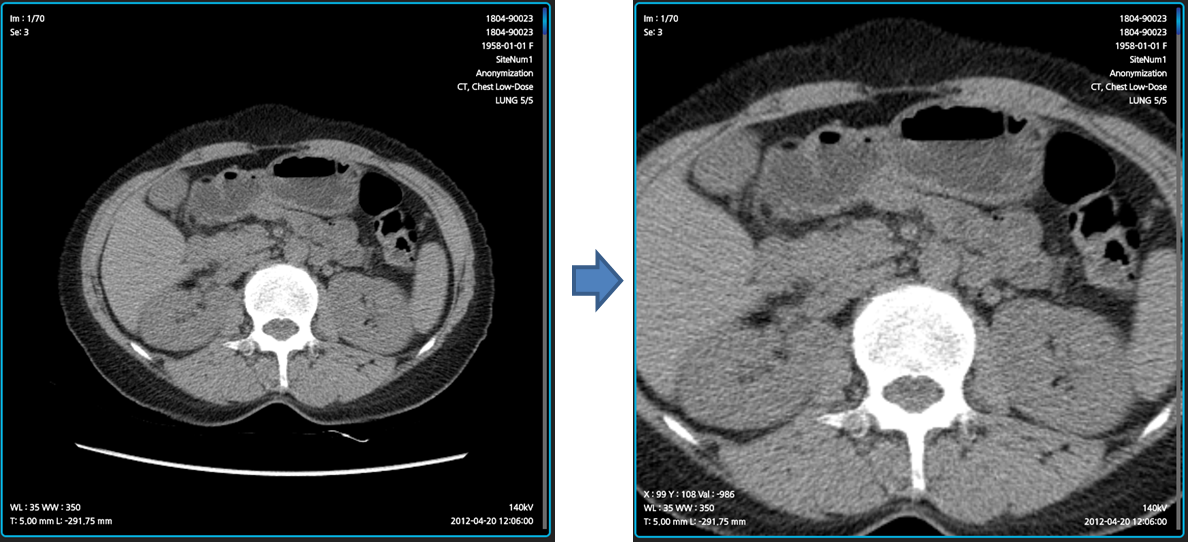 Im : 1/70
Se: 3
1804-90023
1804-90023
1958-01-01 F
SiteNum1
Anonymization
CT, Chest Low-Dose
LUNG 5/5
WL : 35 WW : 350
T: 5.00 mm L: -291.75 mm
140kV
2012-04-20 12:06:00
Im : 1/70
Se: 3
1804-90023
1804-90023
1958-01-01 F
SiteNum1
Anonymization
CT, Chest Low-Dose
LUNG 5/5
X : 99 Y : 108 Val : -986
WL : 35 WW : 350
T: 5.00 mm L: -291.75 mm
140kV
2012-04-20 12:06:00